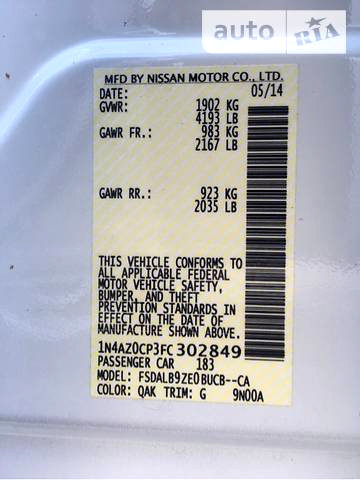 auto RIA
MFD BY NISSAN MOTOR CO., LTD.
DATE: 05/14
GVWR: 1902 KG
4193 LB
GAWR FR.: 983 KG
2167 LB
GAWR RR.: 923 KG
2035 LB
THIS VEHICLE CONFORMS TO
ALL APPLICABLE FEDERAL
MOTOR VEHICLE SAFETY,
BUMPER, AND THEFT
PREVENTION STANDARDS
IN EFFECT ON THE DATE OF
MANUFACTURE SHOWN ABOVE.
1N4AZ0CP3FC302849
PASSENGER CAR 183
MODEL: FSDALB9ZE0BUCB--CA
COLOR: QAK TRIM: G 9N00A